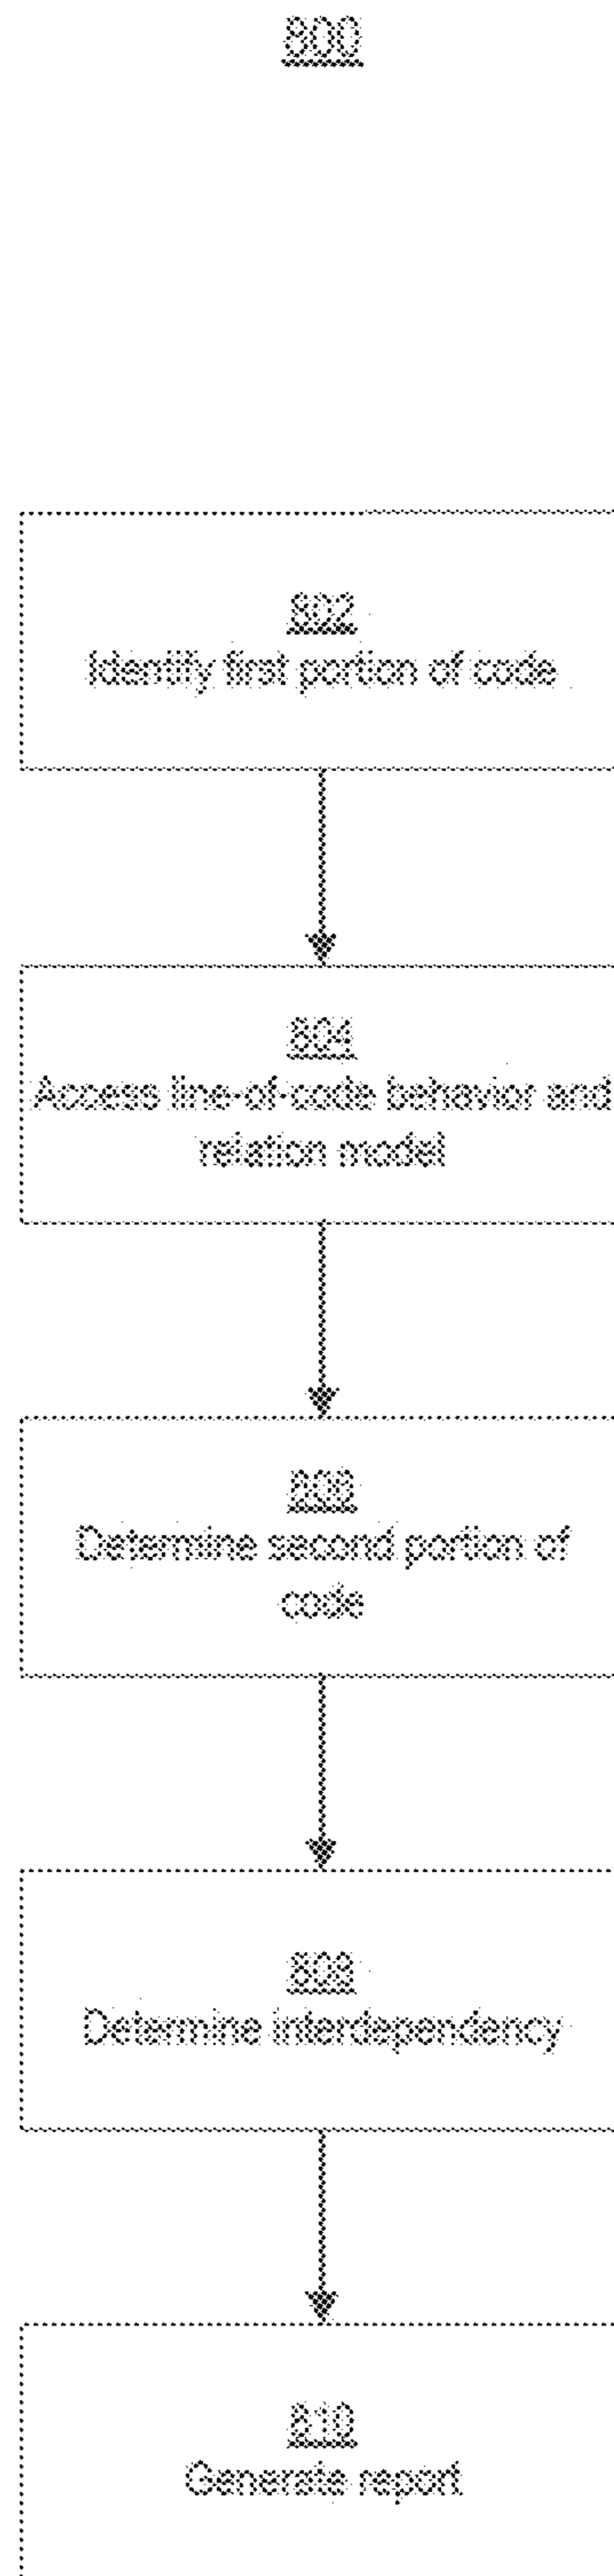 800
802
Identify first portion of code
804
Access line-of-code behavior and
relation model
806
Determine second portion of
code
808
Determine interdependency
810
Generate report